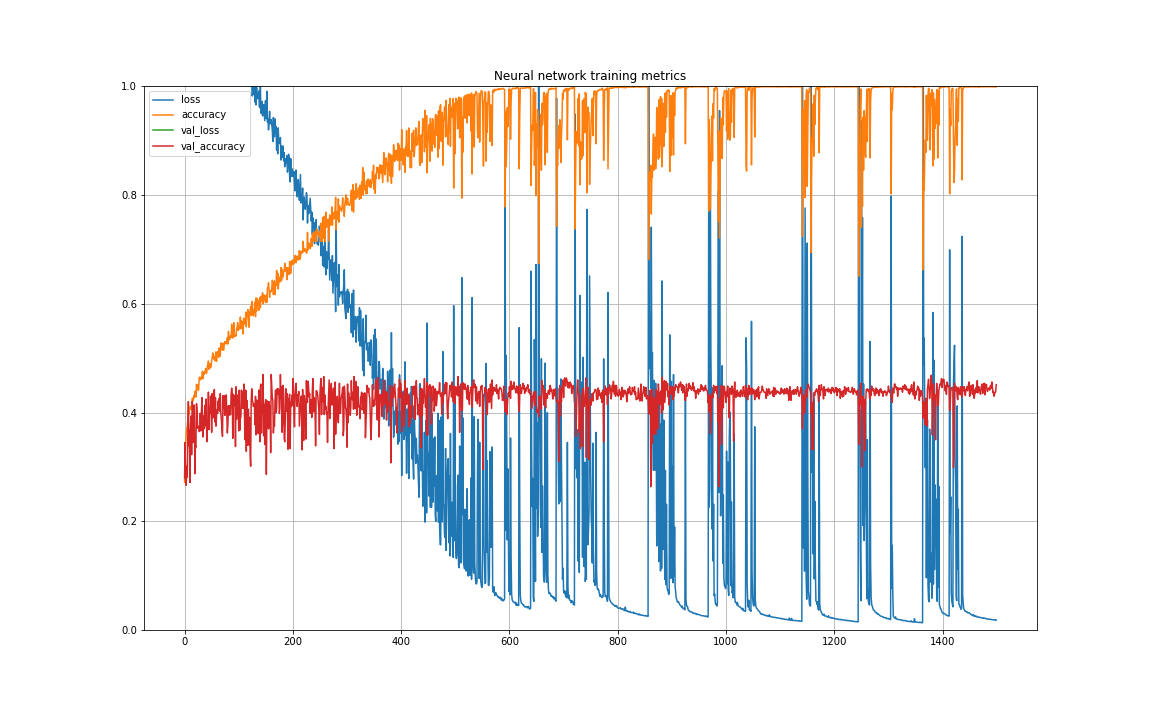 Neural network training metrics
1.0
loss
accuracy
val_loss
val_accuracy
0.8
0.6
0.4
0.2
0.0
0 200 400 600 800 1000 1200 1400